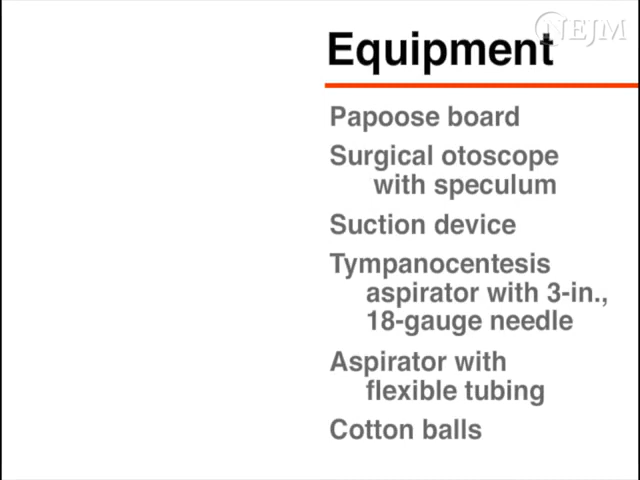 NEJM
Equipment
Papoose board
Surgical otoscope
with speculum
Suction device
Tympanocentesis
aspirator with 3-in.,
18-gauge needle
Aspirator with
flexible tubing
Cotton balls